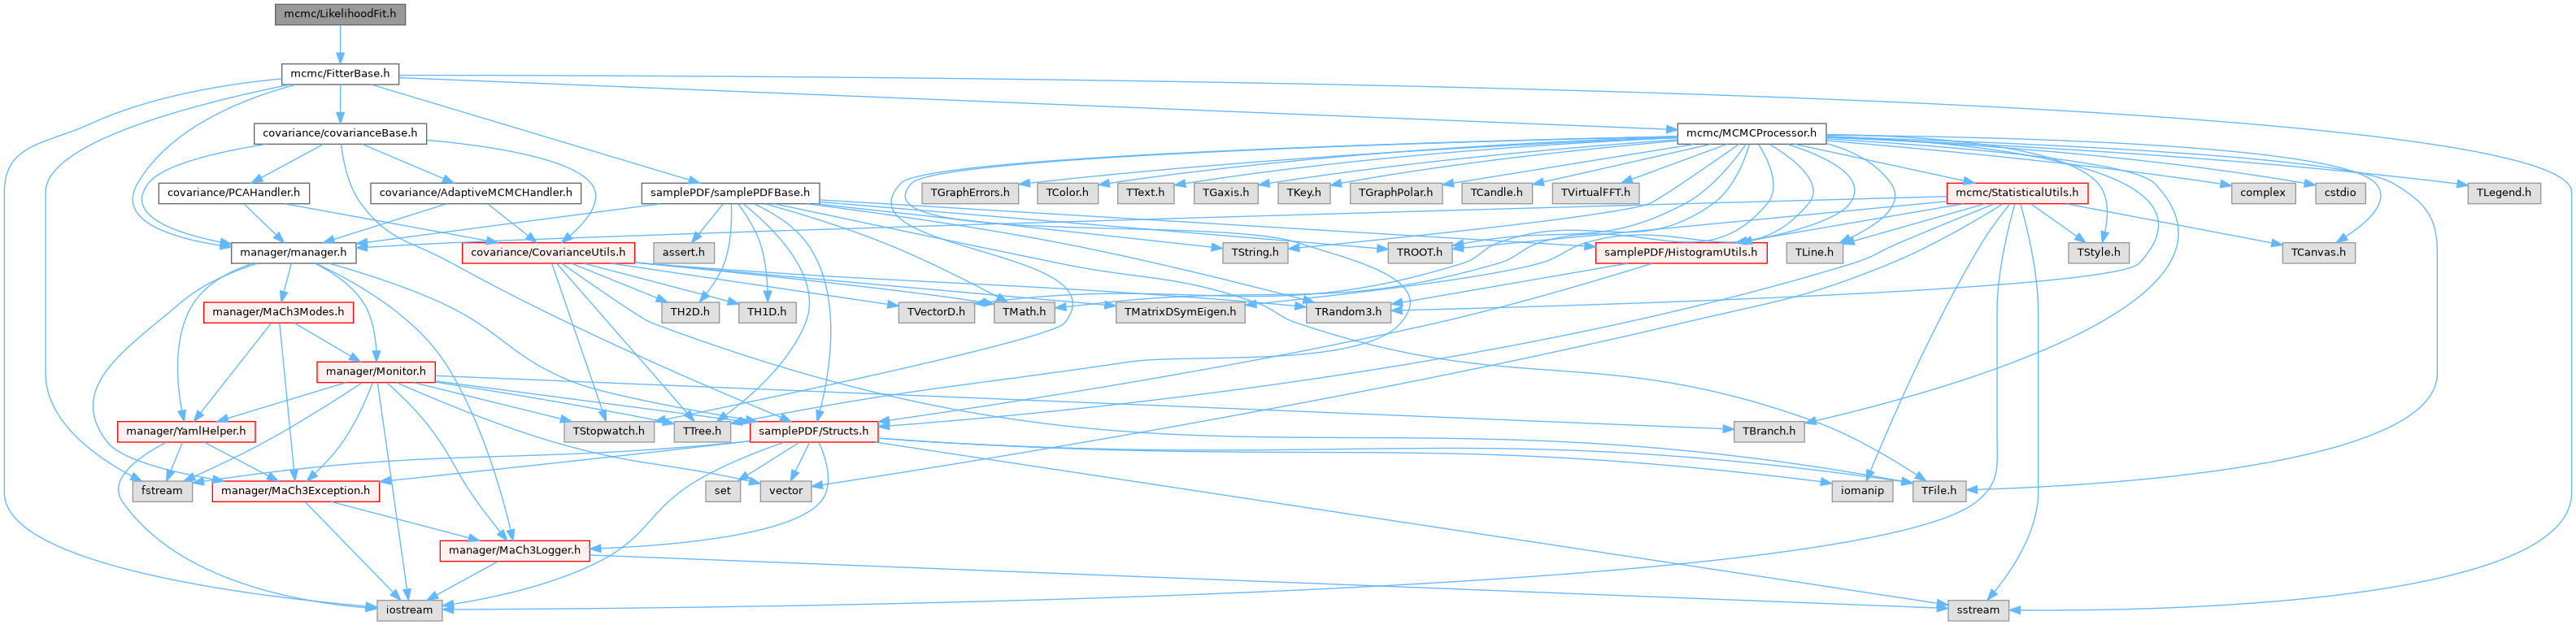 mcmc/LikelihoodFit.h
mcmc/FitterBase.h
covariance/covarianceBase.h
mcmc/MCMCProcessor.h
covariance/PCAHandler.h
covariance/AdaptiveMCMCHandler.h
samplePDF/samplePDFBase.h
TGraphErrors.h
TColor.h
TText.h
TGaxis.h
TKey.h
TGraphPolar.h
TCandle.h
TVirtualFFT.h
mcmc/StatisticalUtils.h
complex
cstdio
TLegend.h
manager/manager.h
covariance/CovarianceUtils.h
assert.h
TString.h
TROOT.h
samplePDF/HistogramUtils.h
TLine.h
TStyle.h
TCanvas.h
manager/MaCh3Modes.h
TH2D.h
TH1D.h
TVectorD.h
TMath.h
TMatrixDSymEigen.h
TRandom3.h
manager/Monitor.h
manager/YamlHelper.h
TStopwatch.h
TTree.h
samplePDF/Structs.h
TBranch.h
fstream
manager/MaCh3Exception.h
set
vector
iomanip
TFile.h
manager/MaCh3Logger.h
iostream
sstream